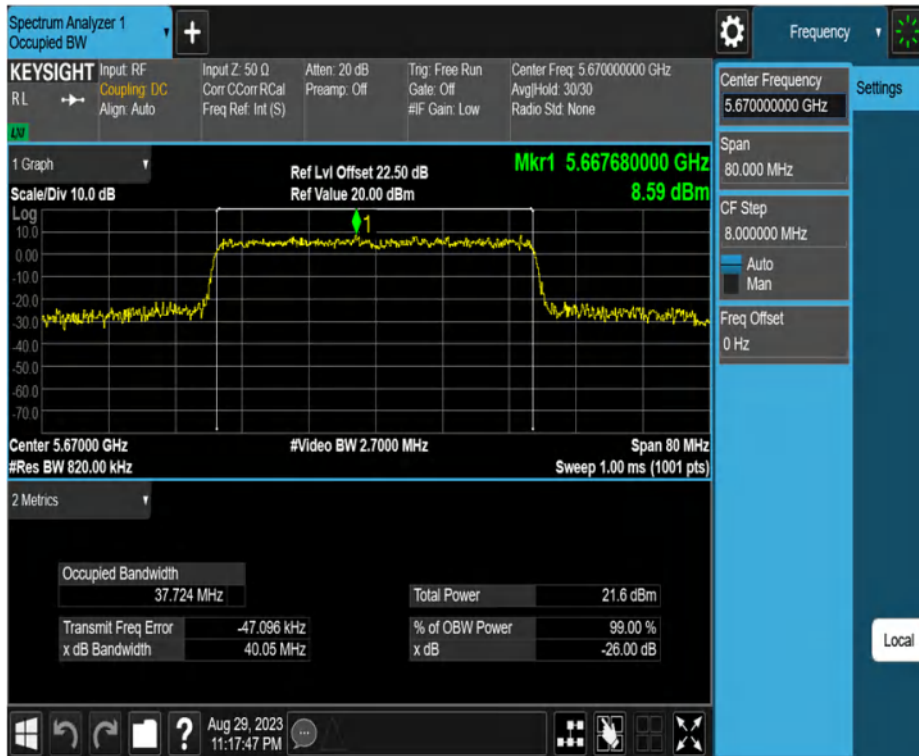 Spectrum Analyzer 1
Occupied BW
+
Frequency
KEYSIGHT
RL
LXI
Input: RF
Coupling: DC
Align: Auto
Input Z: 50 Ω
Corr CCorr RCal
Freq Ref: Int (S)
Atten: 20 dB
Preamp: Off
Trig: Free Run
Gate: Off
#IF Gain: Low
Center Freq: 5.670000000 GHz
Avg|Hold: 30/30
Radio Std: None
Center Frequency
5.670000000 GHz
Settings
Span
80.000 MHz
CF Step
8.000000 MHz
Auto
Man
Freq Offset
0 Hz
1 Graph
Scale/Div 10.0 dB
Ref Lvl Offset 22.50 dB
Ref Value 20.00 dBm
Mkr1 5.667680000 GHz
8.59 dBm
Log
1
10.0
0.00
-10.0
-20.0
-30.0
-40.0
-50.0
-60.0
-70.0
Center 5.67000 GHz
#Video BW 2.7000 MHz
Span 80 MHz
#Res BW 820.00 kHz
Sweep 1.00 ms (1001 pts)
2 Metrics
Occupied Bandwidth
37.724 MHz
Total Power 21.6 dBm
Transmit Freq Error -47.096 kHz
% of OBW Power 99.00 %
x dB Bandwidth 40.05 MHz
x dB -26.00 dB
Local
?
Aug 29, 2023
11:17:47 PM